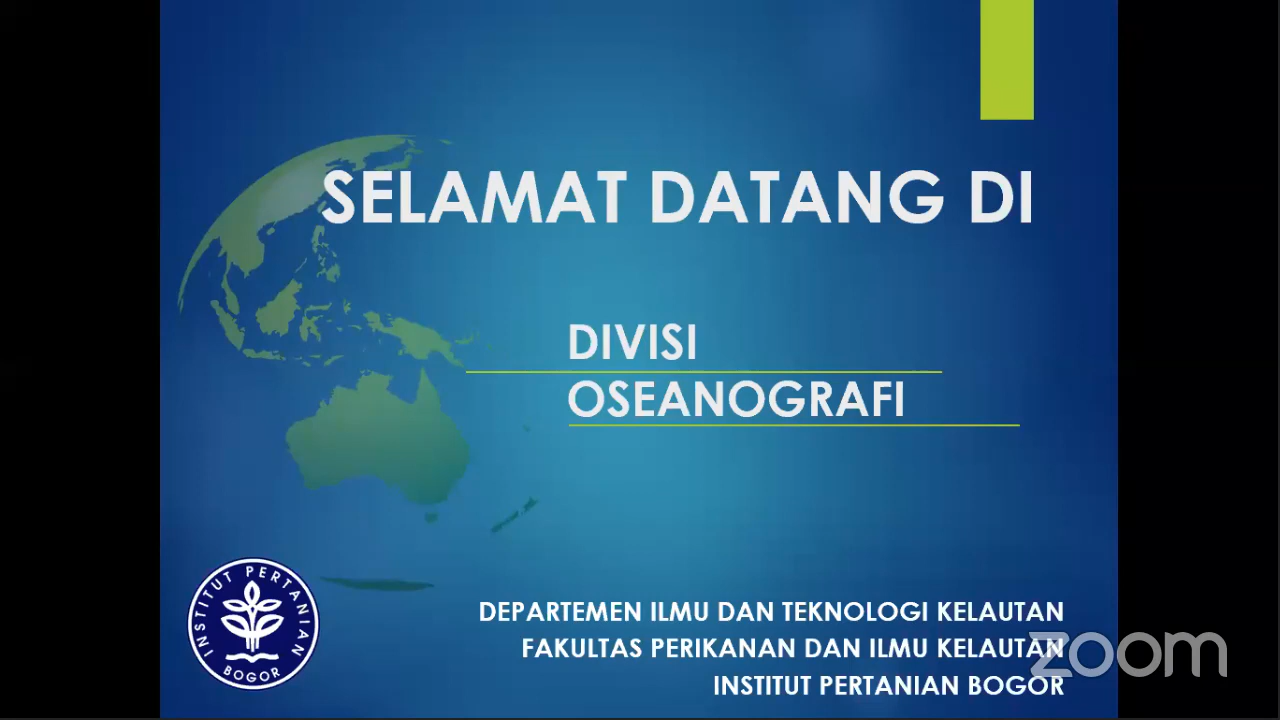 SELAMAT DATANG DI
DIVISI
OSEANOGRAFI
INSTITUT PERTANIAN
BOGOR
DEPARTEMEN ILMU DAN TEKNOLOGI KELAUTAN
FAKULTAS PERIKANAN DAN ILMU KELAUTAN
INSTITUT PERTANIAN BOGOR
zoom